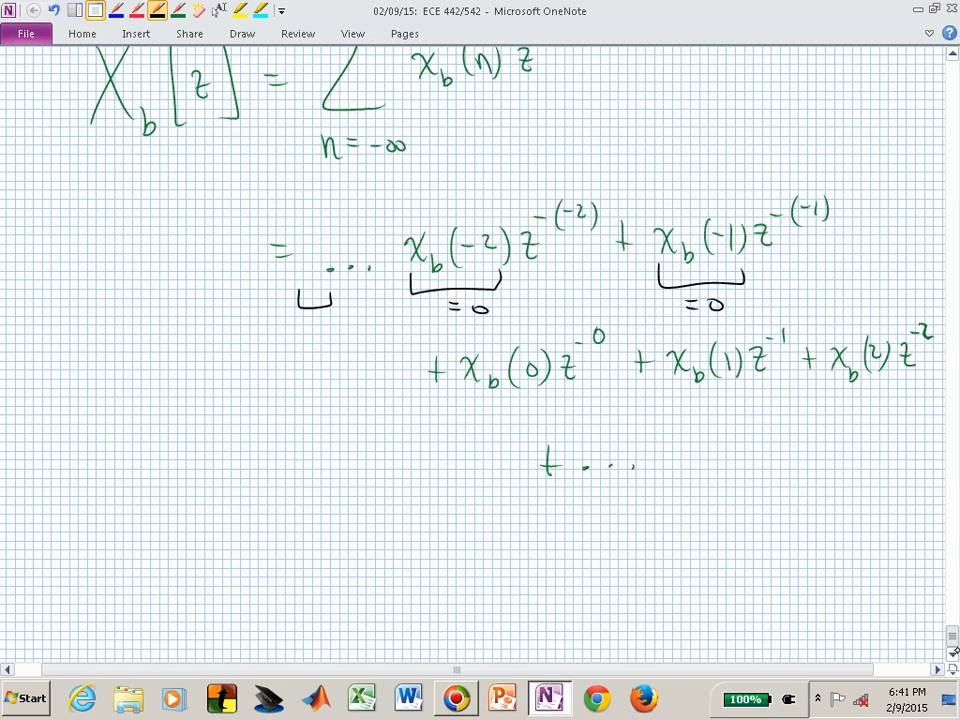 02/09/15: ECE 442/542 - Microsoft OneNote
File Home Insert Share Draw Review View Pages
X_b[z] = Σ x_b(n) z
n = -∞
= ... x_b(-2) z^-(-2) + x_b(-1) z^-(-1)
= 0 = 0
+ x_b(0) z^-0 + x_b(1) z^-1 + x_b(2) z^-2
+ ...
Start 100% 6:41 PM
2/9/2015